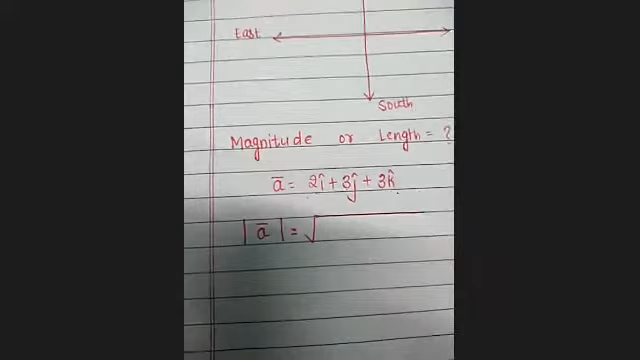 East
South
Magnitude or Length = ?
a̅ = 2î + 3ĵ + 3k̂
|a̅| = √